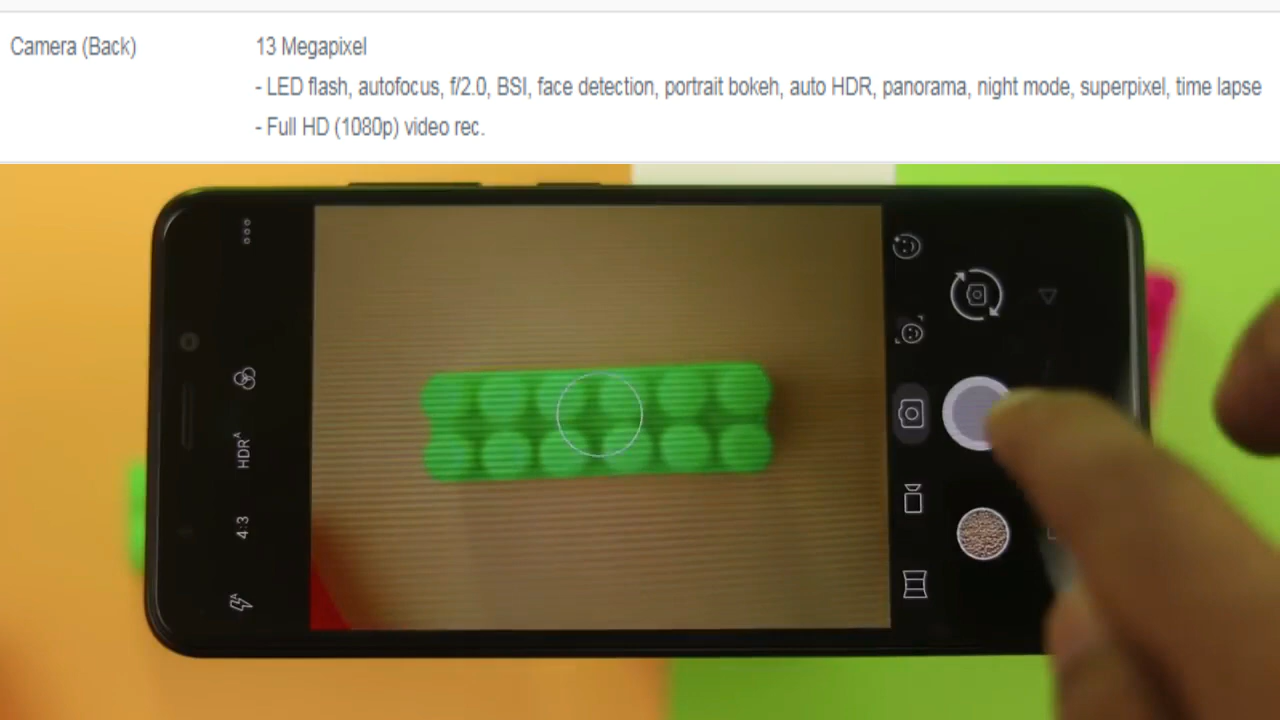 Camera (Back)
13 Megapixel
- LED flash, autofocus, f/2.0, BSI, face detection, portrait bokeh, auto HDR, panorama, night mode, superpixel, time lapse
- Full HD (1080p) video rec.
HDRᴬ
4:3